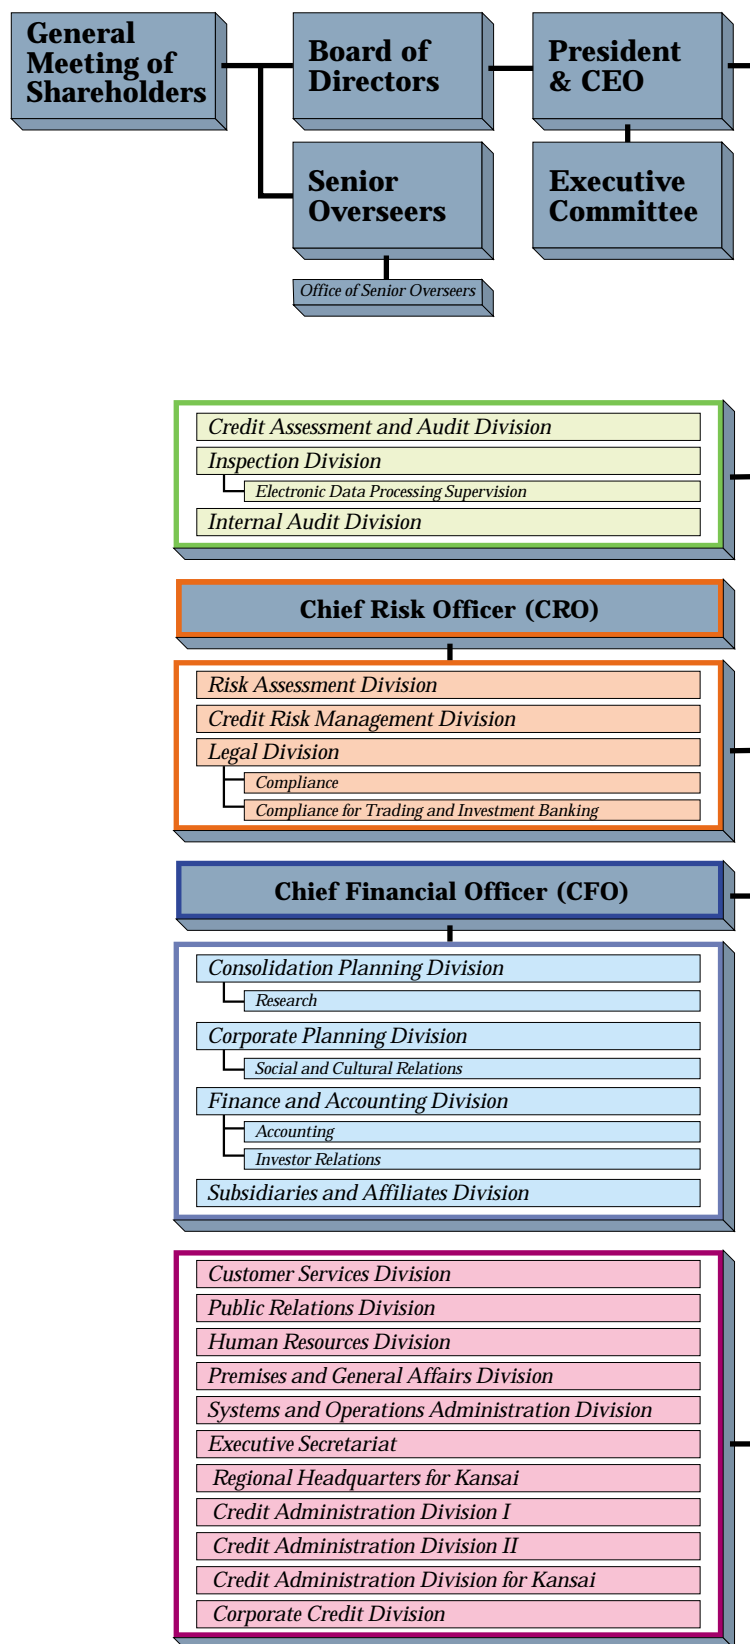 General
Meeting of
Shareholders
Board of
Directors
President
& CEO
Senior
Overseers
Executive
Committee
Office of Senior Overseers
Credit Assessment and Audit Division
Inspection Division
Electronic Data Processing Supervision
Internal Audit Division
Chief Risk Officer (CRO)
Risk Assessment Division
Credit Risk Management Division
Legal Division
Compliance
Compliance for Trading and Investment Banking
Chief Financial Officer (CFO)
Consolidation Planning Division
Research
Corporate Planning Division
Social and Cultural Relations
Finance and Accounting Division
Accounting
Investor Relations
Subsidiaries and Affiliates Division
Customer Services Division
Public Relations Division
Human Resources Division
Premises and General Affairs Division
Systems and Operations Administration Division
Executive Secretariat
Regional Headquarters for Kansai
Credit Administration Division I
Credit Administration Division II
Credit Administration Division for Kansai
Corporate Credit Division